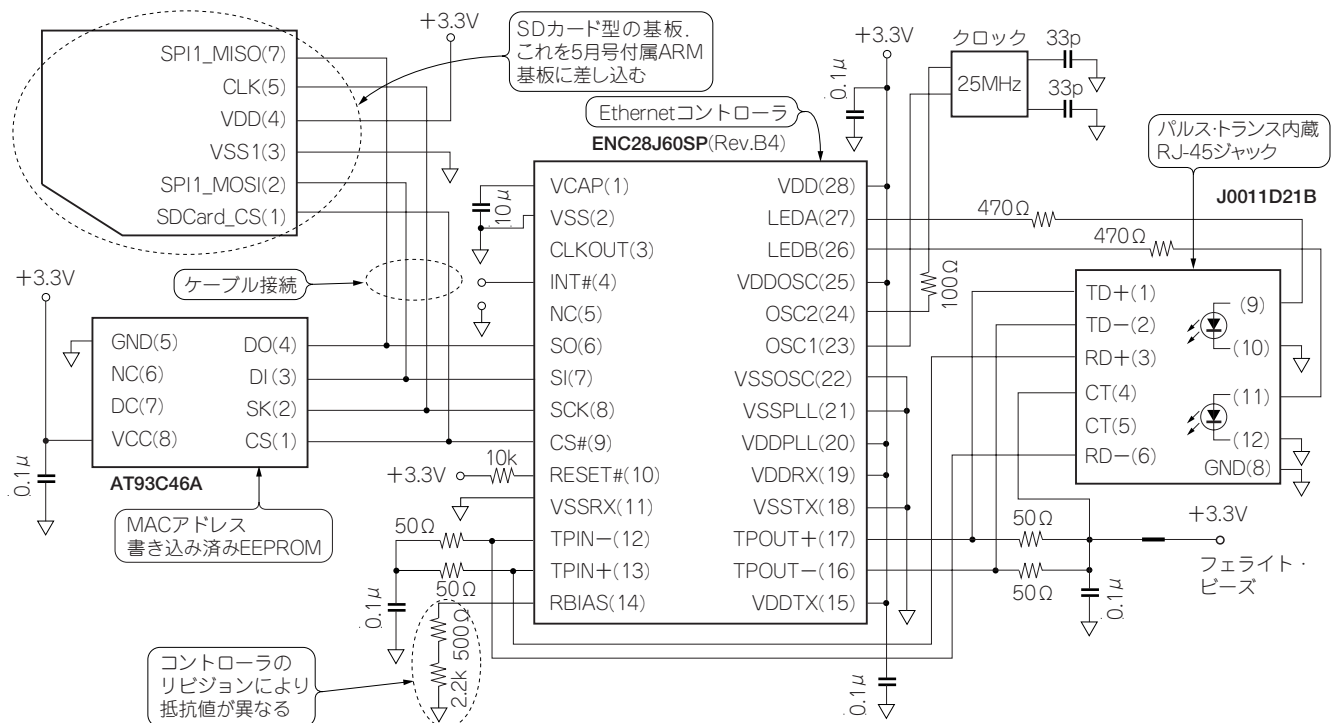 SPI1_MISO(7)
CLK(5)
VDD(4)
VSS1(3)
SPI1_MOSI(2)
SDCard_CS(1)
+3.3V
SDカード型の基板.
これを5月号付属ARM
基板に差し込む
ケーブル接続
+3.3V
GND(5)
NC(6)
DC(7)
VCC(8)
DO(4)
DI(3)
SK(2)
CS(1)
0.1μ
AT93C46A
MACアドレス
書き込み済みEEPROM
Ethernetコントローラ
ENC28J60SP(Rev.B4)
10μ
VCAP(1)
VSS(2)
CLKOUT(3)
INT#(4)
NC(5)
SO(6)
SI(7)
SCK(8)
CS#(9)
RESET#(10)
VSSRX(11)
TPIN−(12)
TPIN+(13)
RBIAS(14)
VDD(28)
LEDA(27)
LEDB(26)
VDDOSC(25)
OSC2(24)
OSC1(23)
VSSOSC(22)
VSSPLL(21)
VDDPLL(20)
VDDRX(19)
VSSTX(18)
TPOUT+(17)
TPOUT−(16)
VDDTX(15)
+3.3V
10k
50Ω
50Ω
0.1μ
500Ω
2.2k
コントローラの
リビジョンにより
抵抗値が異なる
+3.3V
0.1μ
クロック
25MHz
33p
33p
100Ω
470Ω
470Ω
パルス・トランス内蔵
RJ-45ジャック
J0011D21B
TD+(1)
TD−(2)
RD+(3)
CT(4)
CT(5)
RD−(6)
(9)
(10)
(11)
(12)
GND(8)
50Ω
50Ω
+3.3V
フェライト・
ビーズ
0.1μ
0.1μ